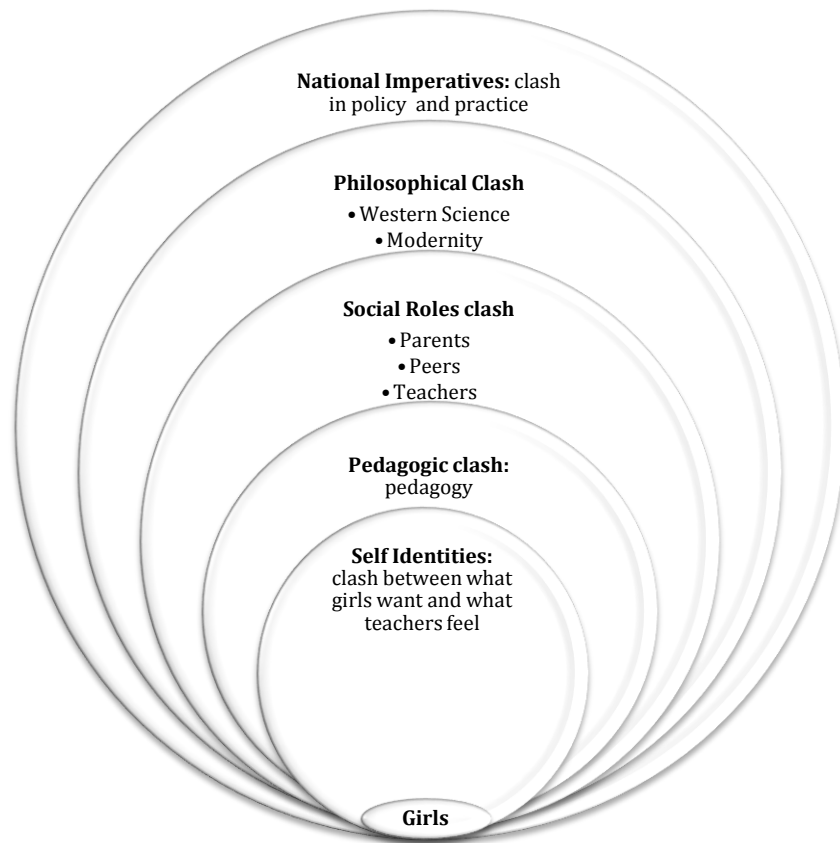 National Imperatives: clash
in policy and practice
Philosophical Clash
• Western Science
• Modernity
Social Roles clash
• Parents
• Peers
• Teachers
Pedagogic clash:
pedagogy
Self Identities:
clash between what
girls want and what
teachers feel
Girls